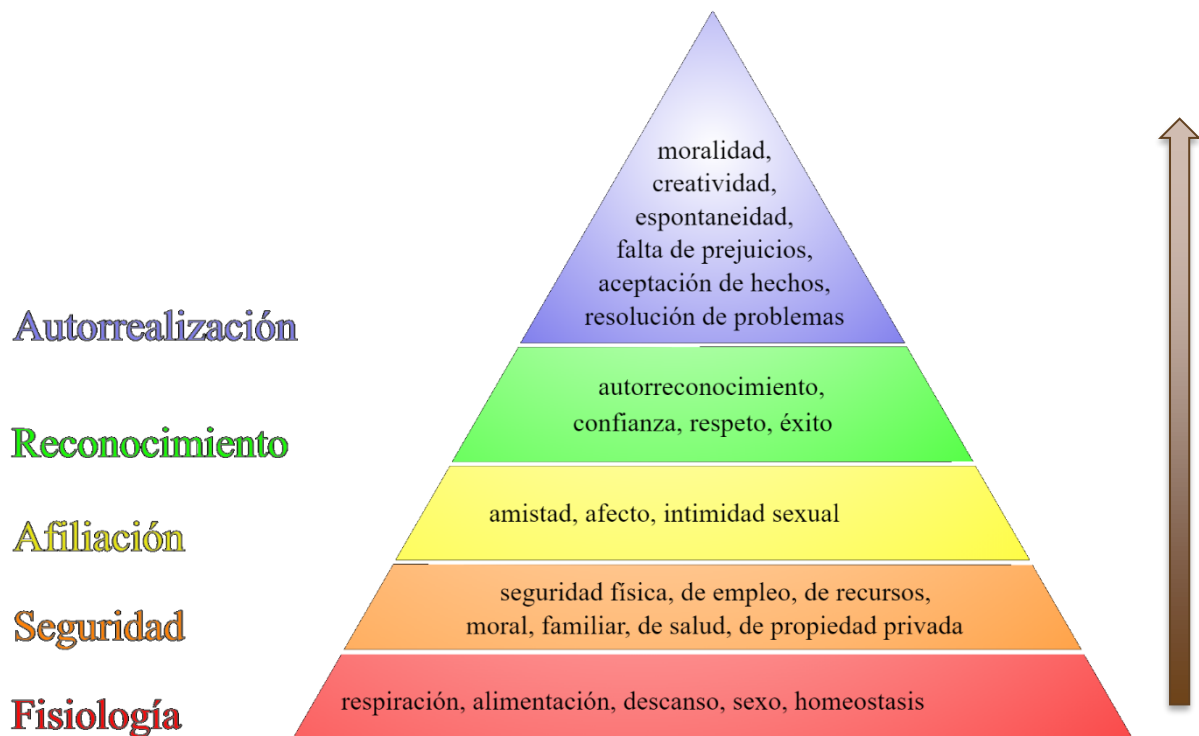 moralidad,
creatividad,
espontaneidad,
falta de prejuicios,
aceptación de hechos,
resolución de problemas
Autorrealización
autorreconocimiento,
confianza, respeto, éxito
Reconocimiento
amistad, afecto, intimidad sexual
Afiliación
seguridad física, de empleo, de recursos,
moral, familiar, de salud, de propiedad privada
Seguridad
respiración, alimentación, descanso, sexo, homeostasis
Fisiología